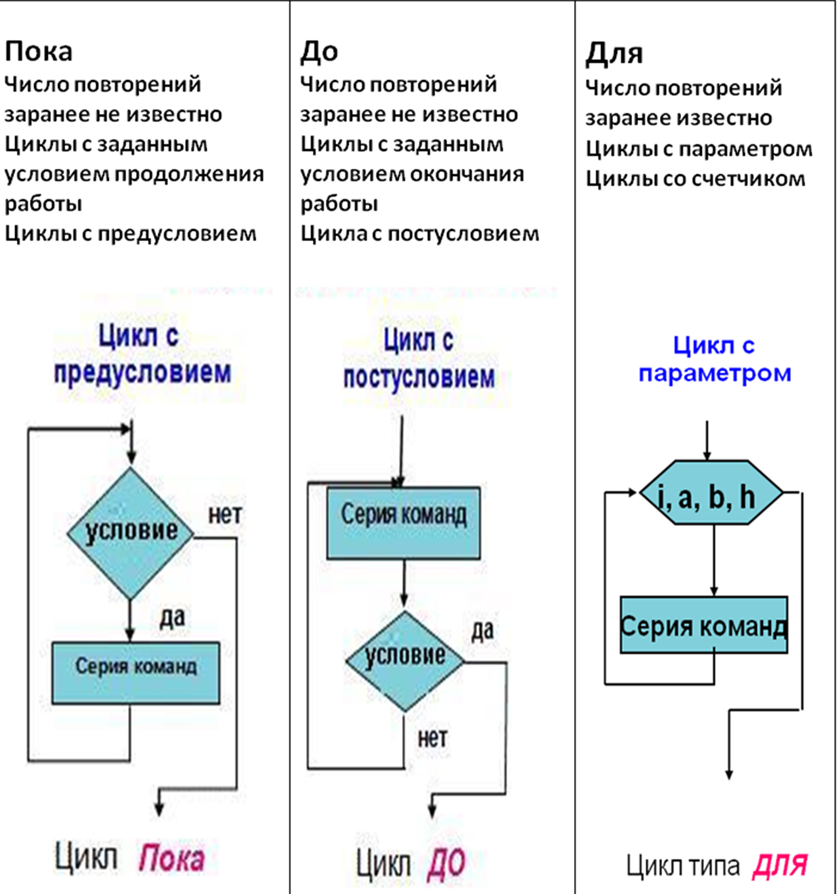 Пока
Число повторений
заранее не известно
Циклы с заданным
условием продолжения
работы
Циклы с предусловием
До
Число повторений
заранее не известно
Циклы с заданным
условием окончания
работы
Цикла с постусловием
Для
Число повторений
заранее известно
Циклы с параметром
Циклы со счетчиком
Цикл с
предусловием
условие
нет
да
Серия команд
Цикл Пока
Цикл с
постусловием
Серия команд
условие
да
нет
Цикл ДО
Цикл с
параметром
i, a, b, h
Серия команд
Цикл типа ДЛЯ